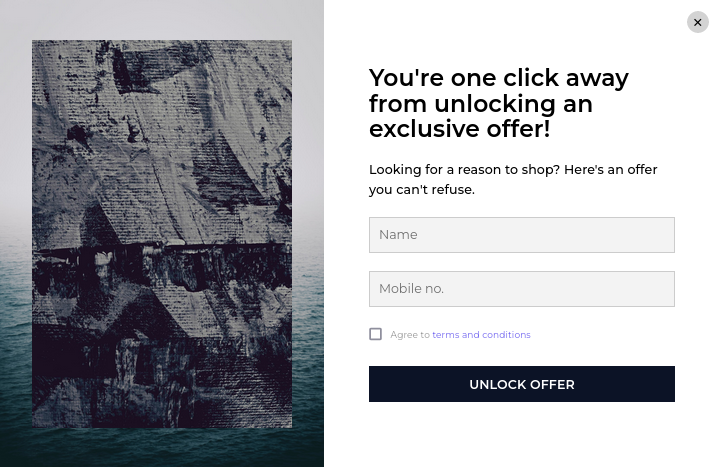 You're one click away
from unlocking an
exclusive offer!
Looking for a reason to shop? Here's an offer
you can't refuse.
Name
Mobile no.
Agree to terms and conditions
UNLOCK OFFER